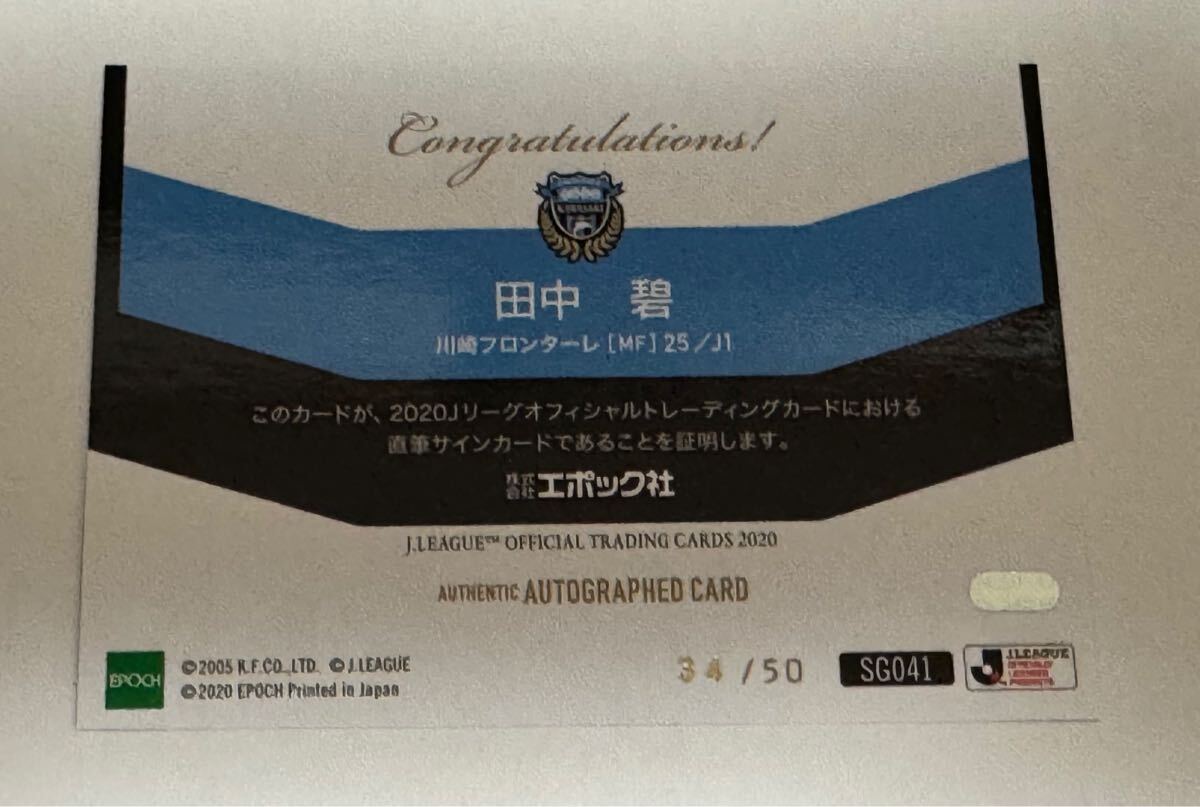 Congratulations!
田中 碧
川崎フロンターレ [MF] 25/J1
このカードが、2020Jリーグオフィシャルトレーディングカードにおける
直筆サインカードであることを証明します。
株式会社エポック社
J.LEAGUE™ OFFICIAL TRADING CARDS 2020
AUTHENTIC AUTOGRAPHED CARD
©2005 K.F.CO.,LTD. ©J.LEAGUE
©2020 EPOCH Printed in Japan
EPOCH
34/50
SG041
J.LEAGUE